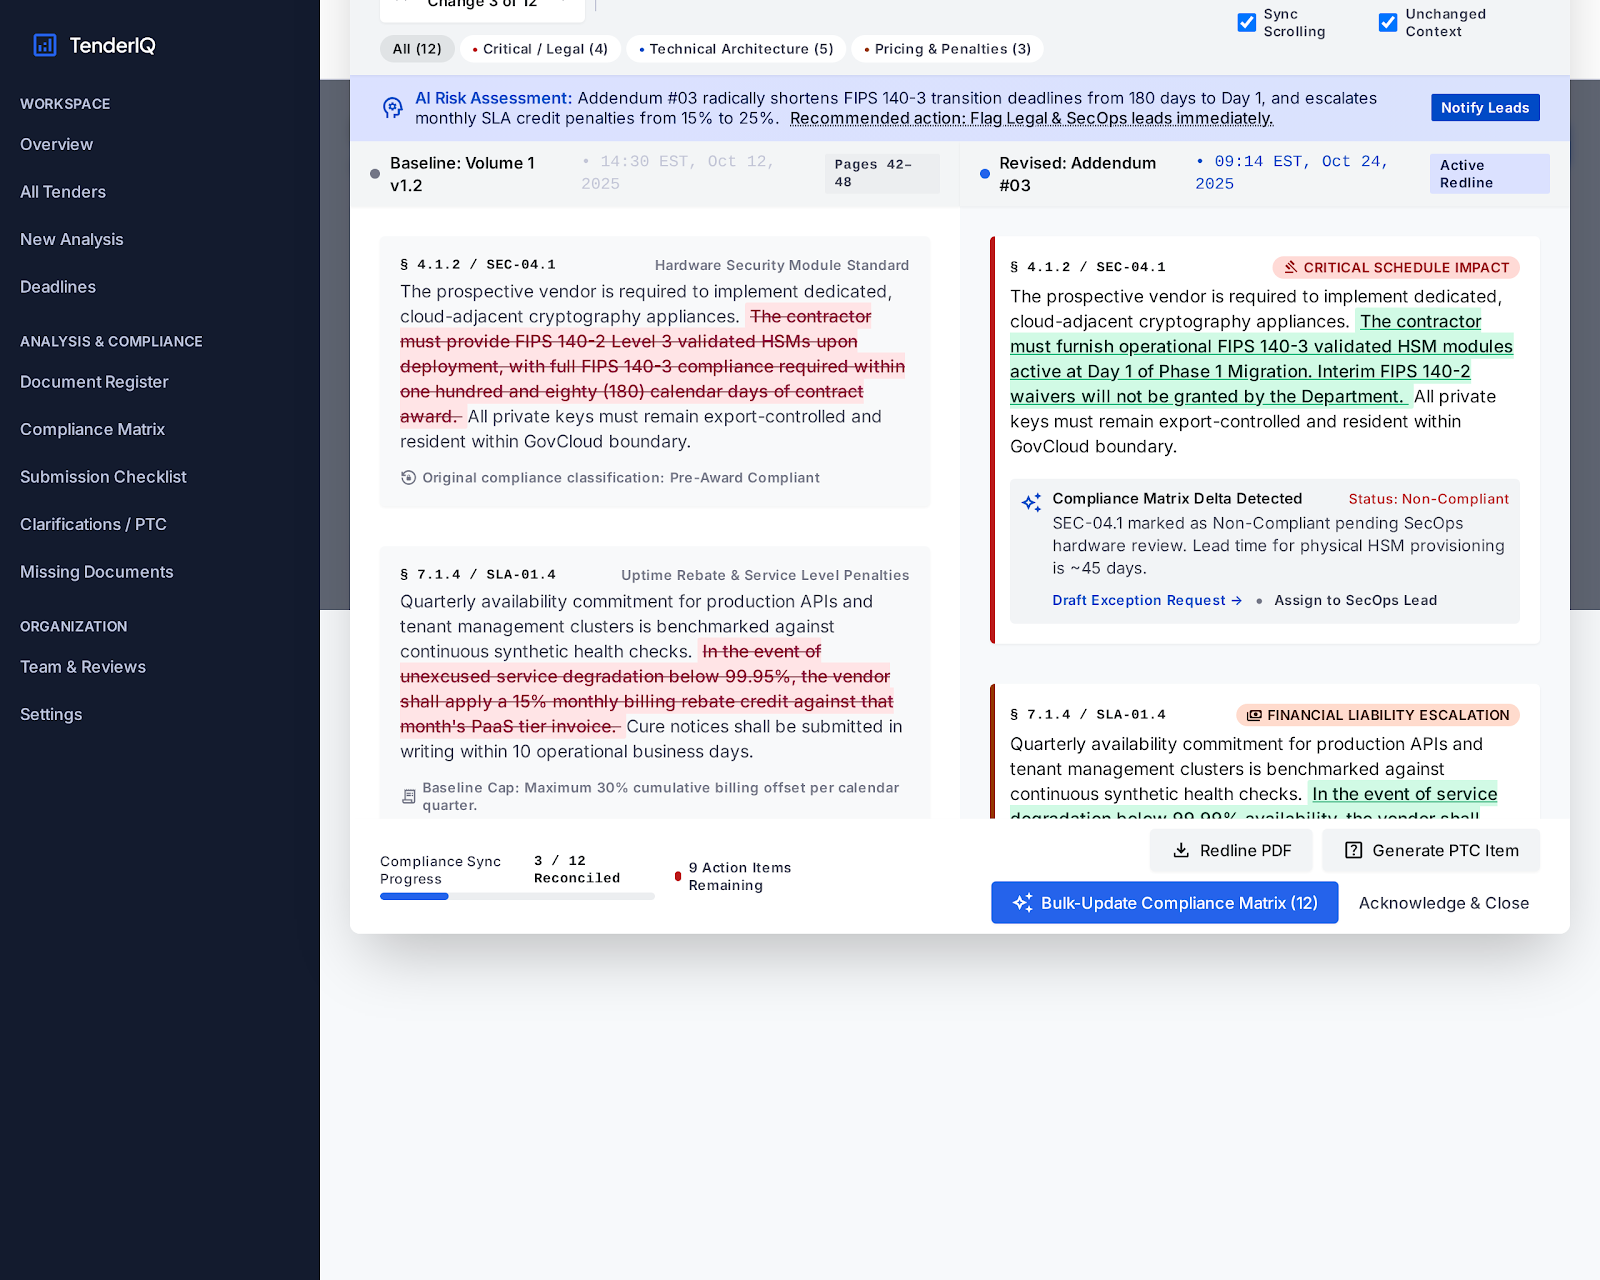 TenderIQ
WORKSPACE
Overview
All Tenders
New Analysis
Deadlines
ANALYSIS & COMPLIANCE
Document Register
Compliance Matrix
Submission Checklist
Clarifications / PTC
Missing Documents
ORGANIZATION
Team & Reviews
Settings
Change 3 of 12
Sync
Scrolling
Unchanged
Context
All (12)
• Critical / Legal (4)
• Technical Architecture (5)
• Pricing & Penalties (3)
AI Risk Assessment: Addendum #03 radically shortens FIPS 140-3 transition deadlines from 180 days to Day 1, and escalates
monthly SLA credit penalties from 15% to 25%. Recommended action: Flag Legal & SecOps leads immediately.
Notify Leads
Baseline: Volume 1
v1.2
• 14:30 EST, Oct 12,
2025
Pages 42–
48
Revised: Addendum
#03
• 09:14 EST, Oct 24,
2025
Active
Redline
§ 4.1.2 / SEC-04.1
Hardware Security Module Standard
The prospective vendor is required to implement dedicated,
cloud-adjacent cryptography appliances. The contractor
must provide FIPS 140-2 Level 3 validated HSMs upon
deployment, with full FIPS 140-3 compliance required within
one hundred and eighty (180) calendar days of contract
award. All private keys must remain export-controlled and
resident within GovCloud boundary.
Original compliance classification: Pre-Award Compliant
§ 7.1.4 / SLA-01.4
Uptime Rebate & Service Level Penalties
Quarterly availability commitment for production APIs and
tenant management clusters is benchmarked against
continuous synthetic health checks. In the event of
unexcused service degradation below 99.95%, the vendor
shall apply a 15% monthly billing rebate credit against that
month's PaaS tier invoice. Cure notices shall be submitted in
writing within 10 operational business days.
Baseline Cap: Maximum 30% cumulative billing offset per calendar
quarter.
§ 4.1.2 / SEC-04.1
CRITICAL SCHEDULE IMPACT
The prospective vendor is required to implement dedicated,
cloud-adjacent cryptography appliances. The contractor
must furnish operational FIPS 140-3 validated HSM modules
active at Day 1 of Phase 1 Migration. Interim FIPS 140-2
waivers will not be granted by the Department. All private
keys must remain export-controlled and resident within
GovCloud boundary.
Compliance Matrix Delta Detected
Status: Non-Compliant
SEC-04.1 marked as Non-Compliant pending SecOps
hardware review. Lead time for physical HSM provisioning
is ~45 days.
Draft Exception Request →
• Assign to SecOps Lead
§ 7.1.4 / SLA-01.4
FINANCIAL LIABILITY ESCALATION
Quarterly availability commitment for production APIs and
tenant management clusters is benchmarked against
continuous synthetic health checks. In the event of service
degradation below 99.99% availability, the vendor shall
Compliance Sync
Progress
3 / 12
Reconciled
9 Action Items
Remaining
Redline PDF
Generate PTC Item
Bulk-Update Compliance Matrix (12)
Acknowledge & Close